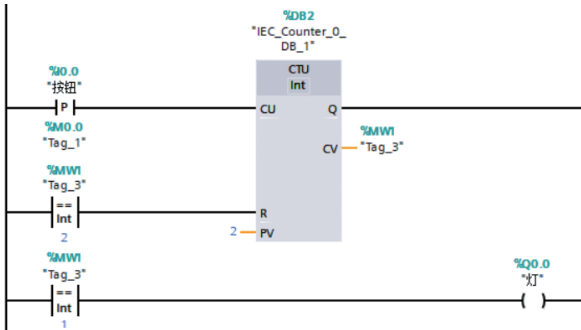 %DB2
"IEC_Counter_0_
DB_1"
CTU
Int
%I0.0
"按钮"
P
%M0.0
"Tag_1"
CU
Q
CV
%MW1
"Tag_3"
%MW1
"Tag_3"
==
Int
2
R
2
PV
%MW1
"Tag_3"
==
Int
1
%Q0.0
"灯"